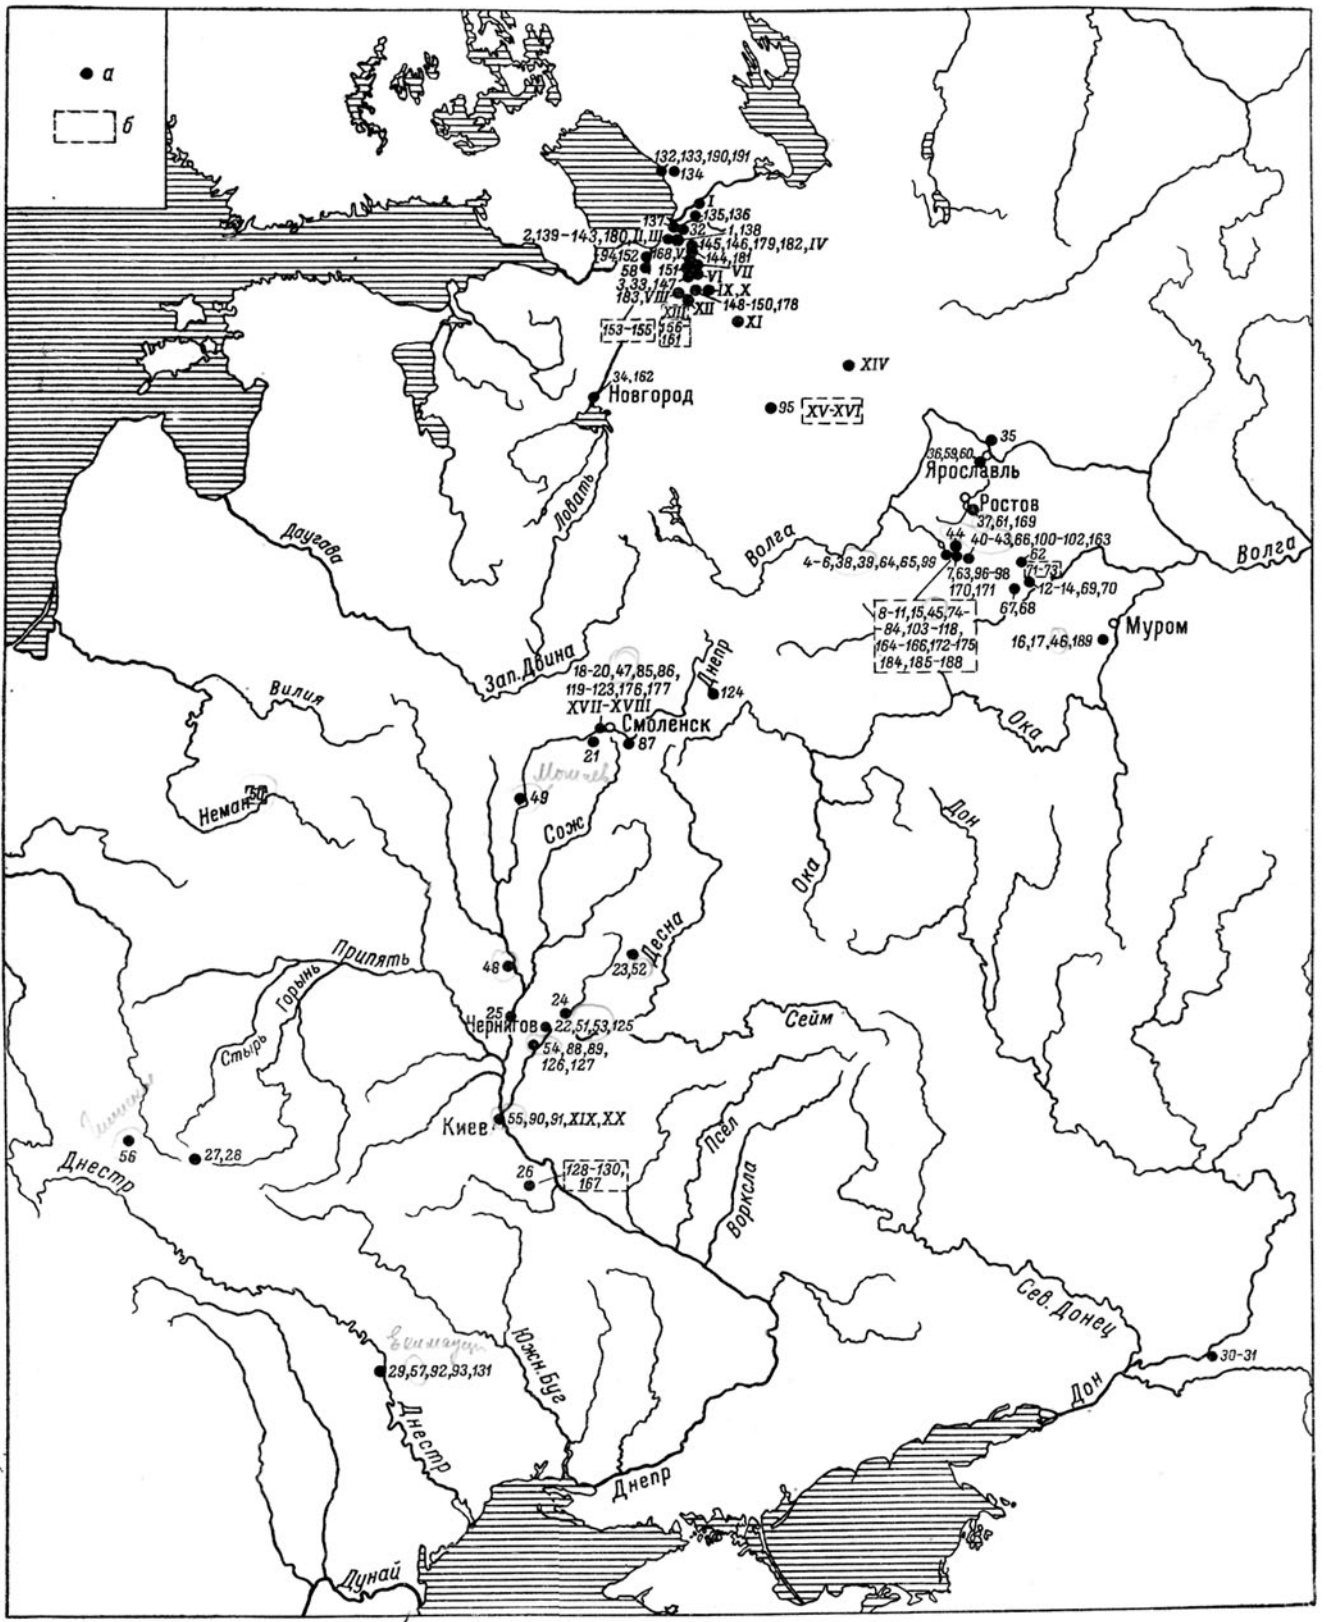 а
б
132,133,190,191
134
I
135,136
137
32
1,138
2,139-143,180,II,III
145,146,179,182,IV
94
152
168,V
144,181
58
151
VII
VI
3,33,147
IX,X
183,VIII
148-150,178
XII
XIII
XI
153-155
156-
161
XIV
34,162
Новгород
95
XV-XVI
35
36,59,60
Ярославль
Ростов
37,61,169
Ловать
Даугава
Волга
44
40-43,66,100-102,163
Волга
4-6,38,39,64,65,99
62
71-73
7,63,96-98
170,171
12-14,69,70
67,68
8-11,15,45,74-
-84,103-118,
164-166,172-175
184,185-188
Муром
16,17,46,189
Зап. Двина
Днепр
18-20,47,85,86,
119-123,176,177
XVII-XVIII
124
Вилия
Смоленск
21
87
Ока
Неман
50
49
Сож
Дон
Ока
Десна
Припять
48
23,52
Горынь
24
25
Чернигов
22,51,53,125
Сейм
Стырь
54,88,89,
126,127
Киев
55,90,91,XIX,XX
Псёл
56
27,28
Днестр
26
128-130,
167
Ворксла
Сев. Донец
Южн. Буг
29,57,92,93,131
30-31
Дон
Днестр
Днепр
Дунай